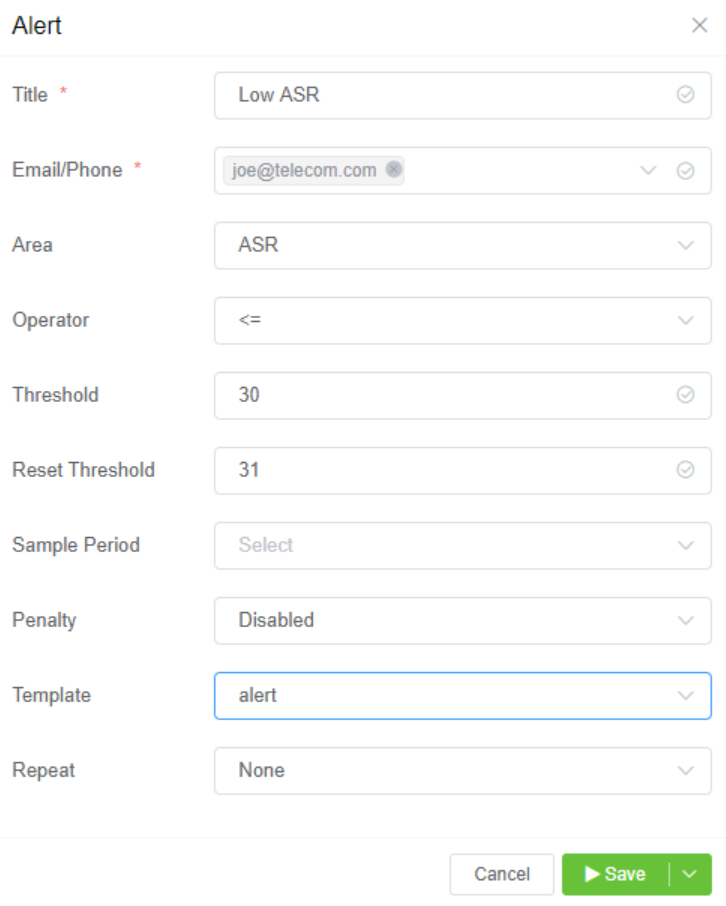 Alert
Title * Low ASR
Email/Phone * joe@telecom.com
Area ASR
Operator <=
Threshold 30
Reset Threshold 31
Sample Period Select
Penalty Disabled
Template alert
Repeat None
Cancel Save